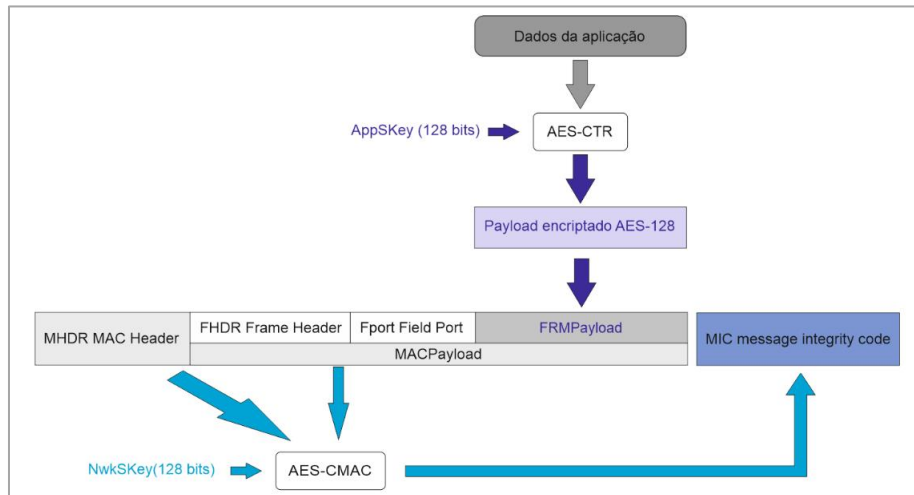 Dados da aplicação
AppSKey (128 bits)
AES-CTR
Payload encriptado AES-128
MHDR MAC Header
FHDR Frame Header
Fport Field Port
FRMPayload
MACPayload
MIC message integrity code
NwkSKey(128 bits)
AES-CMAC